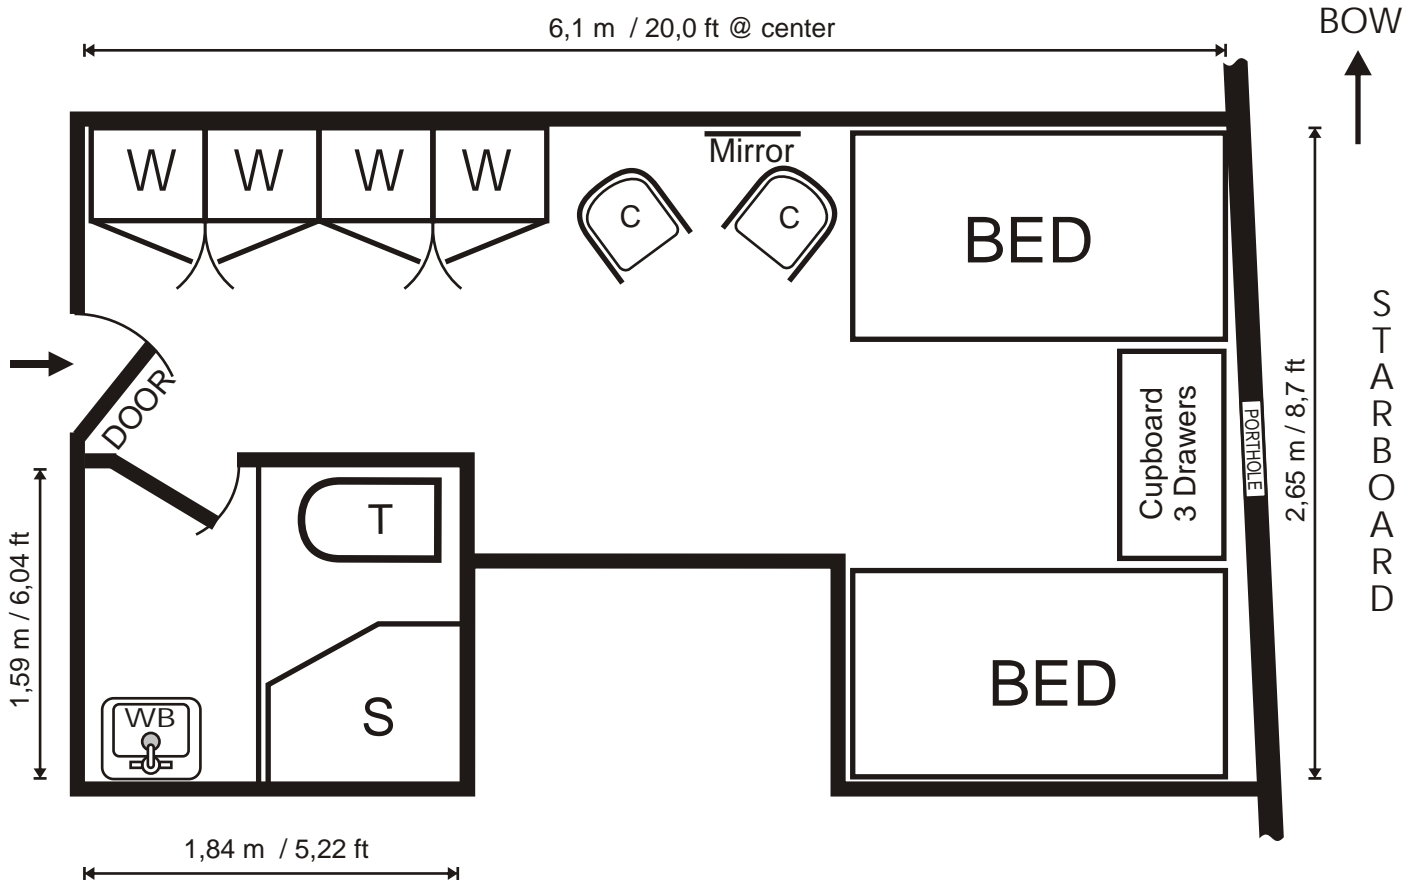 6,1 m / 20,0 ft @ center
BOW
W W W W
Mirror
C C
BED
DOOR
Cupboard
3 Drawers
PORTHOLE
2,65 m / 8,7 ft
STARBOARD
T
1,59 m / 6,04 ft
WB
S
BED
1,84 m / 5,22 ft